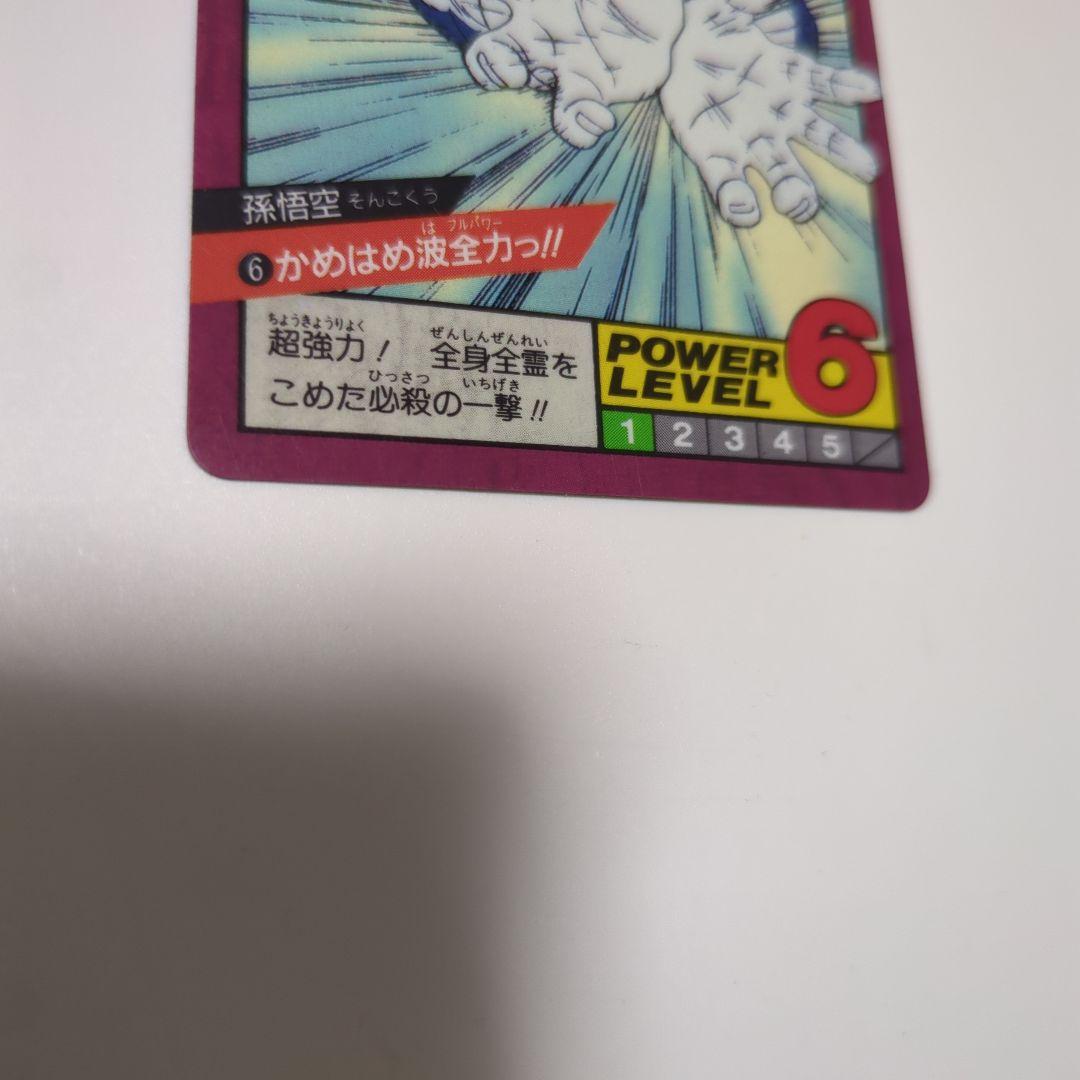 孫悟空 そんごくう
は フルパワー
6 かめはめ波全力っ!!
ちょうきょうりょく ぜんしんぜんれい
超強力! 全身全霊を
ひっさつ いちげき
こめた必殺の一撃!!
POWER
LEVEL 6
1 2 3 4 5